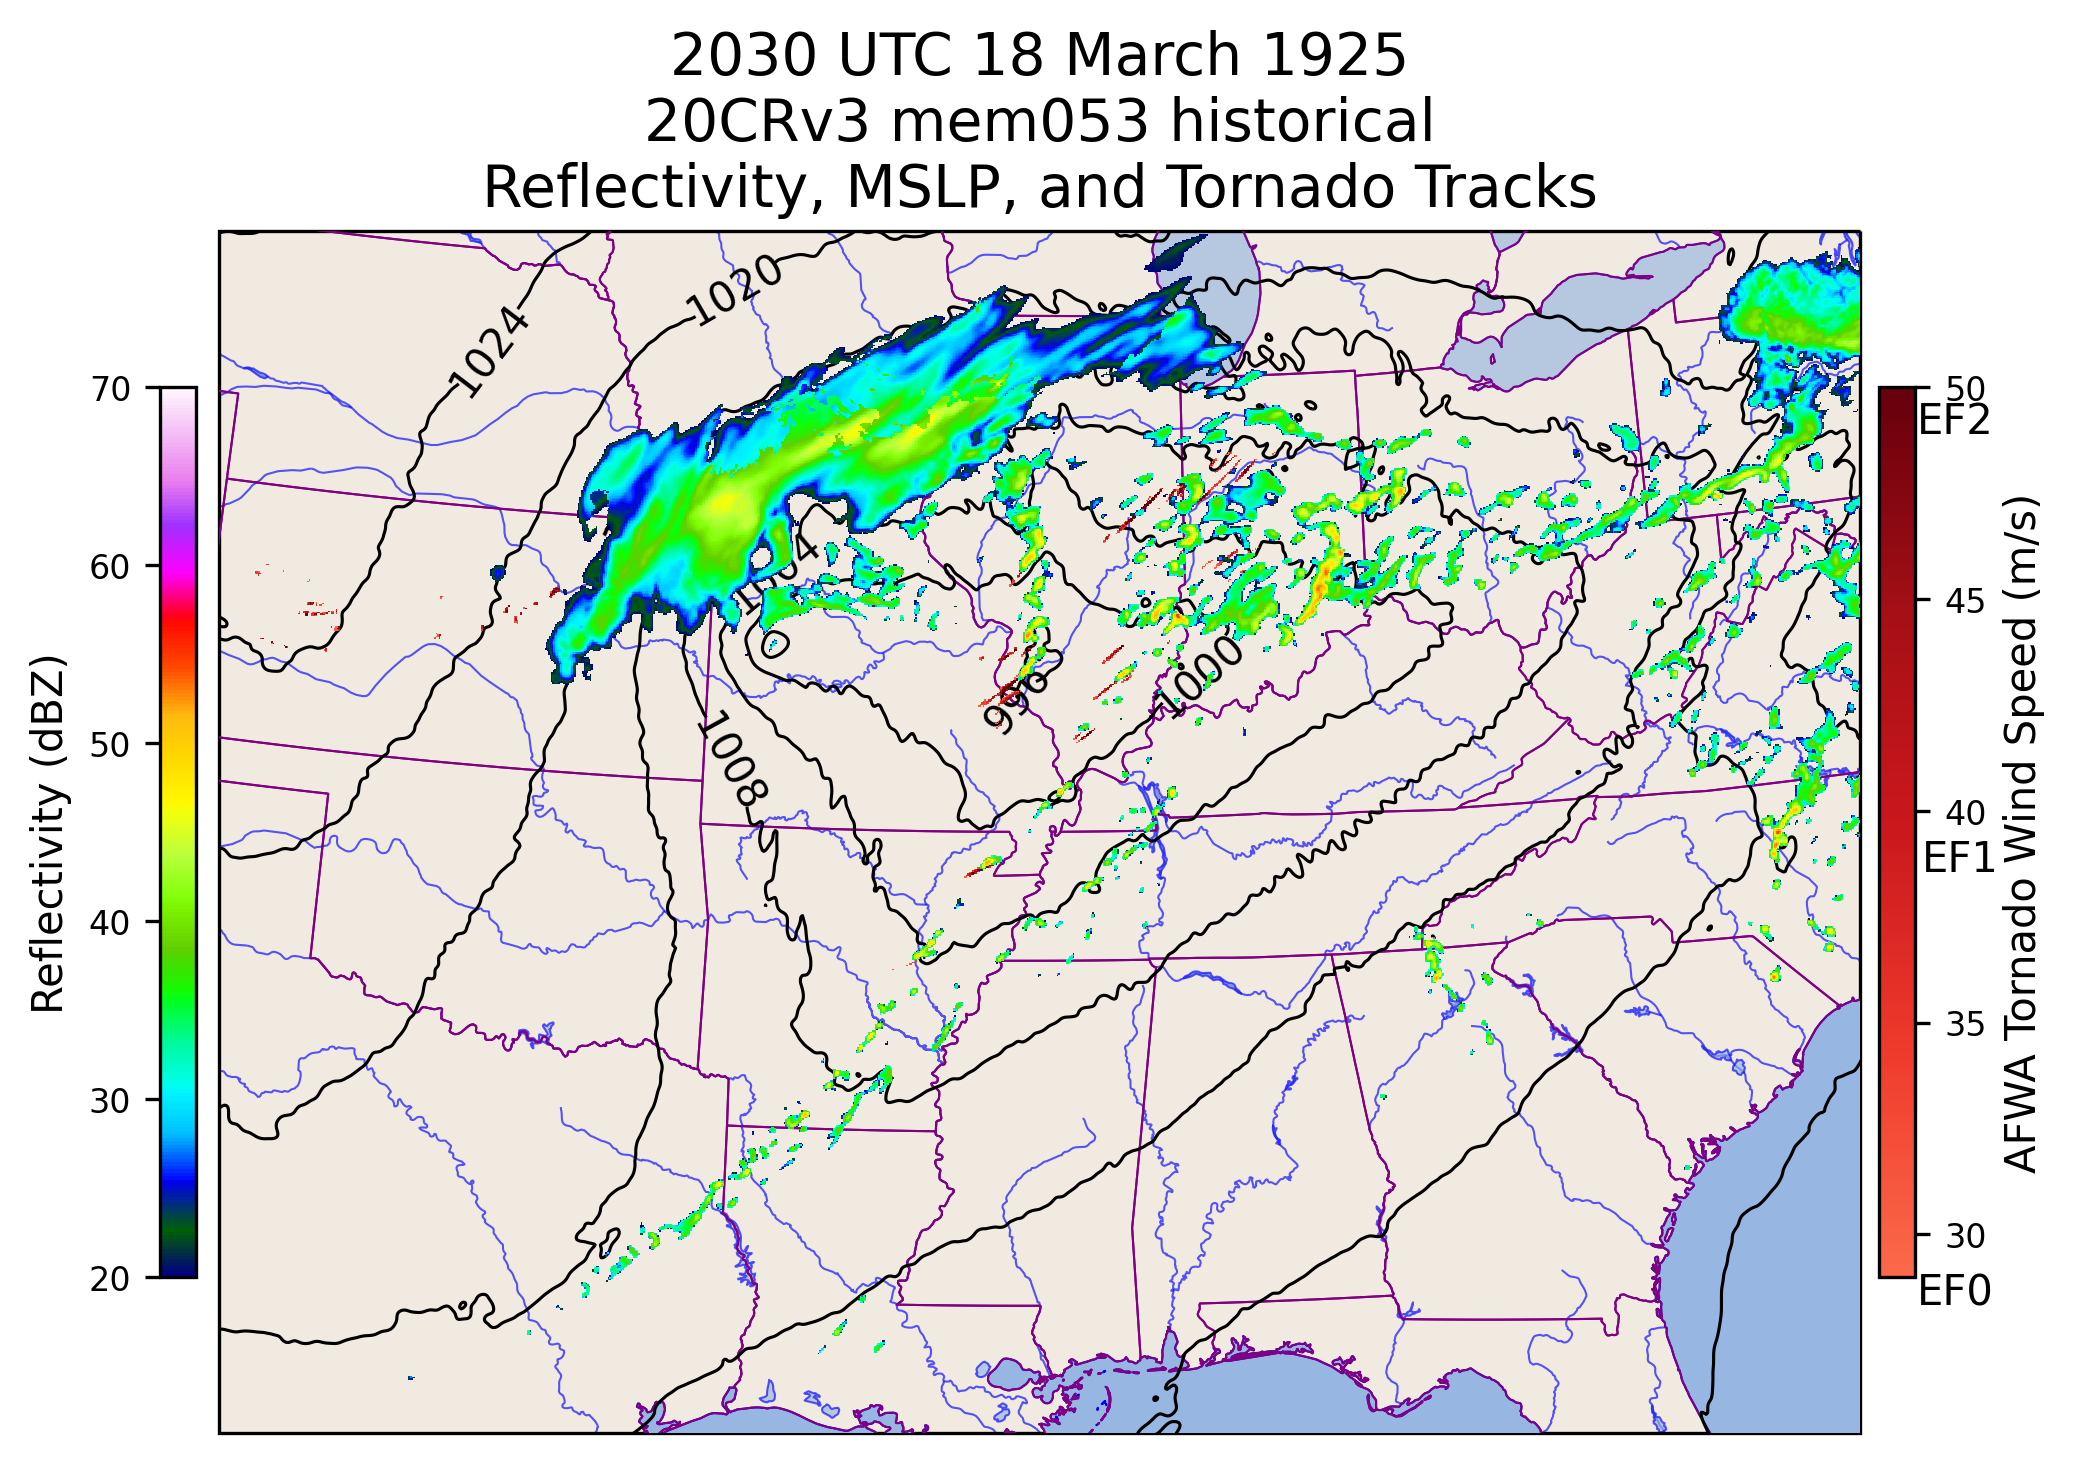 2030 UTC 18 March 1925
20CRv3 mem053 historical
Reflectivity, MSLP, and Tornado Tracks
1020
1024
1004
1000
996
1008
Reflectivity (dBZ)
70
60
50
40
30
20
50
EF2
45
40
EF1
35
30
EF0
AFWA Tornado Wind Speed (m/s)